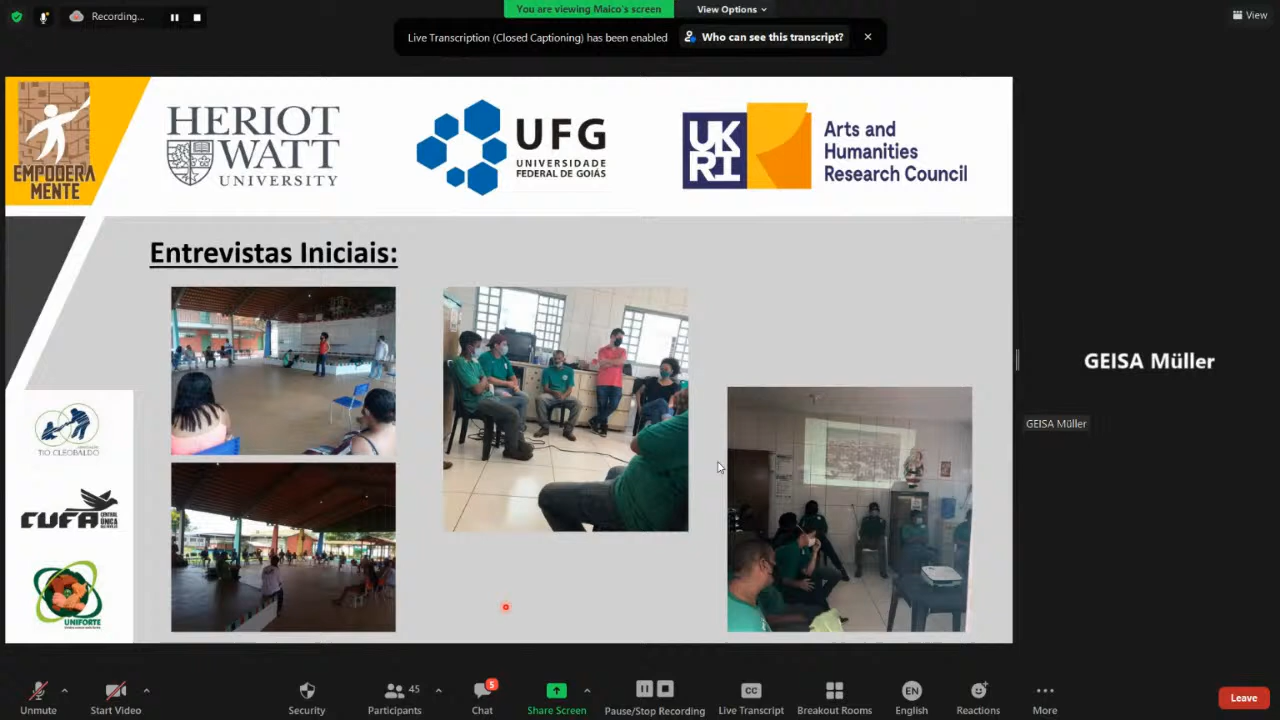 Recording...
You are viewing Maico's screen
View Options
View
Live Transcription (Closed Captioning) has been enabled
Who can see this transcript?
EMPODERA
MENTE
HERIOT
WATT
UNIVERSITY
UFG
UNIVERSIDADE
FEDERAL DE GOIÁS
UK
RI
Arts and
Humanities
Research Council
Entrevistas Iniciais:
TIO CLEOBALDO
CUFA
CENTRAL
ÚNICA
UNIFORTE
GEISA Müller
GEISA Müller
Unmute
Start Video
Security
45
Participants
5
Chat
Share Screen
Pause/Stop Recording
CC
Live Transcript
Breakout Rooms
EN
English
Reactions
More
Leave